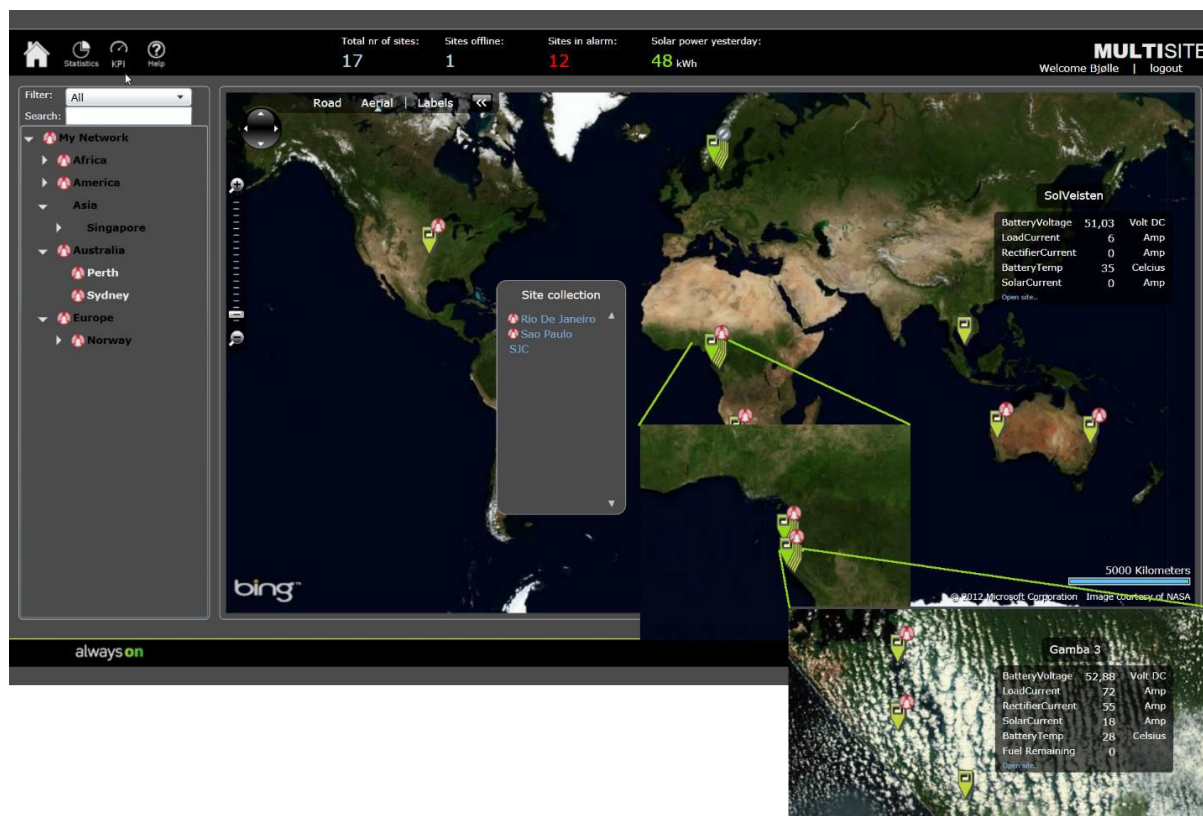 Total nr of sites: Sites offline: Sites in alarm: Solar power yesterday:
17 1 12 48 kWh
Statistics KPI Help
MULTISITE
Welcome Bjølle | logout
Filter: All
Search:
My Network
Africa
America
Asia
Singapore
Australia
Perth
Sydney
Europe
Norway
Road Aerial | Labels <<
Site collection
Rio De Janeiro
Sao Paulo
SJC
SolVeisten
BatteryVoltage 51,03 Volt DC
LoadCurrent 6 Amp
RectifierCurrent 0 Amp
BatteryTemp 35 Celcius
SolarCurrent 0 Amp
Open site..
bing™
5000 Kilometers
© 2012 Microsoft Corporation Image courtesy of NASA
always on
Gamba 3
BatteryVoltage 52,88 Volt DC
LoadCurrent 72 Amp
RectifierCurrent 55 Amp
SolarCurrent 18 Amp
BatteryTemp 28 Celsius
Fuel Remaining 0
Open site..